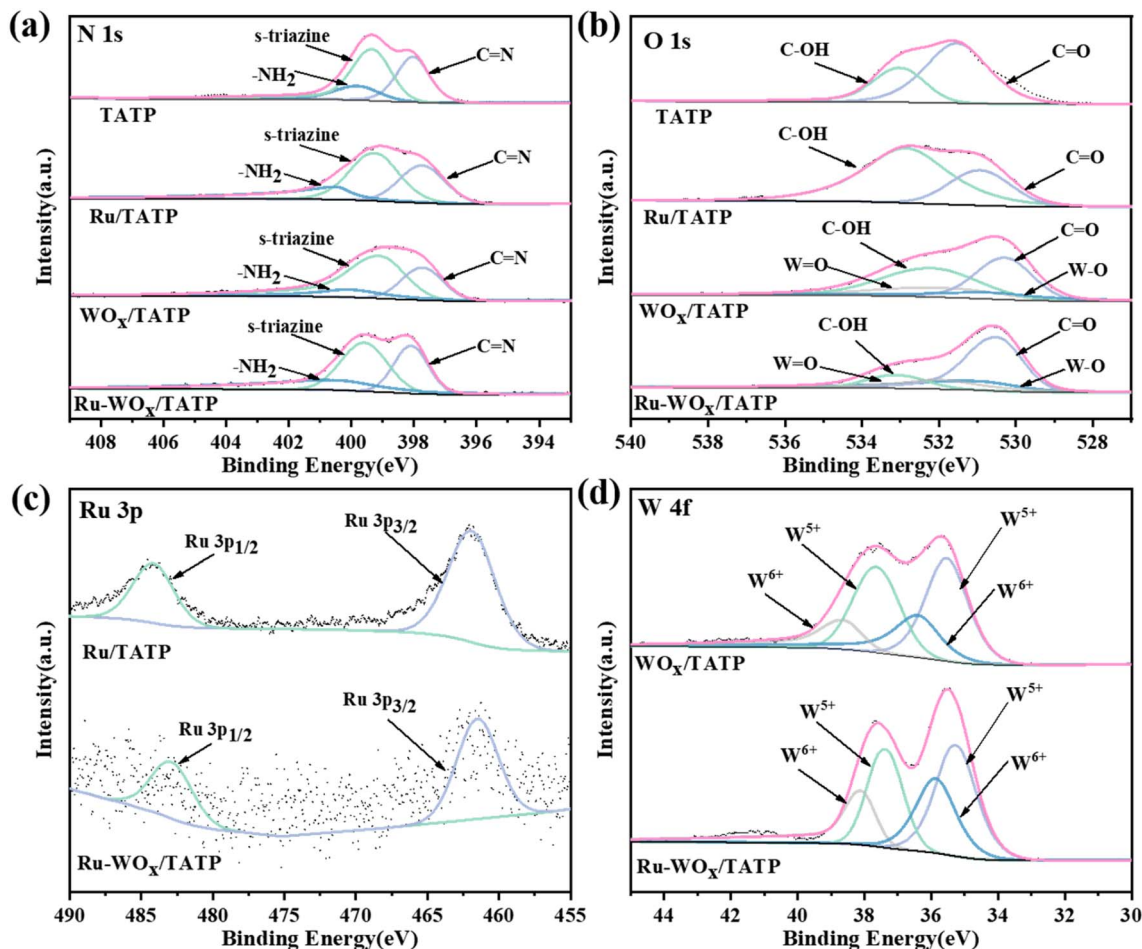 (a)
N 1s
s-triazine
-NH2
C=N
TATP
s-triazine
-NH2
C=N
Ru/TATP
s-triazine
-NH2
C=N
WOx/TATP
s-triazine
-NH2
C=N
Ru-WOx/TATP
408 406 404 402 400 398 396 394
Binding Energy(eV)
Intensity(a.u.)
(b)
O 1s
C-OH
C=O
TATP
C-OH
C=O
Ru/TATP
C-OH
C=O
W=O
W-O
WOx/TATP
C-OH
C=O
W=O
W-O
Ru-WOx/TATP
540 538 536 534 532 530 528
Binding Energy(eV)
Intensity(a.u.)
(c)
Ru 3p
Ru 3p1/2
Ru 3p3/2
Ru/TATP
Ru 3p1/2
Ru 3p3/2
Ru-WOx/TATP
490 485 480 475 470 465 460 455
Binding Energy(eV)
Intensity(a.u.)
(d)
W 4f
W5+
W5+
W6+
W6+
WOx/TATP
W5+
W5+
W6+
W6+
Ru-WOx/TATP
44 42 40 38 36 34 32 30
Binding Energy(eV)
Intensity(a.u.)